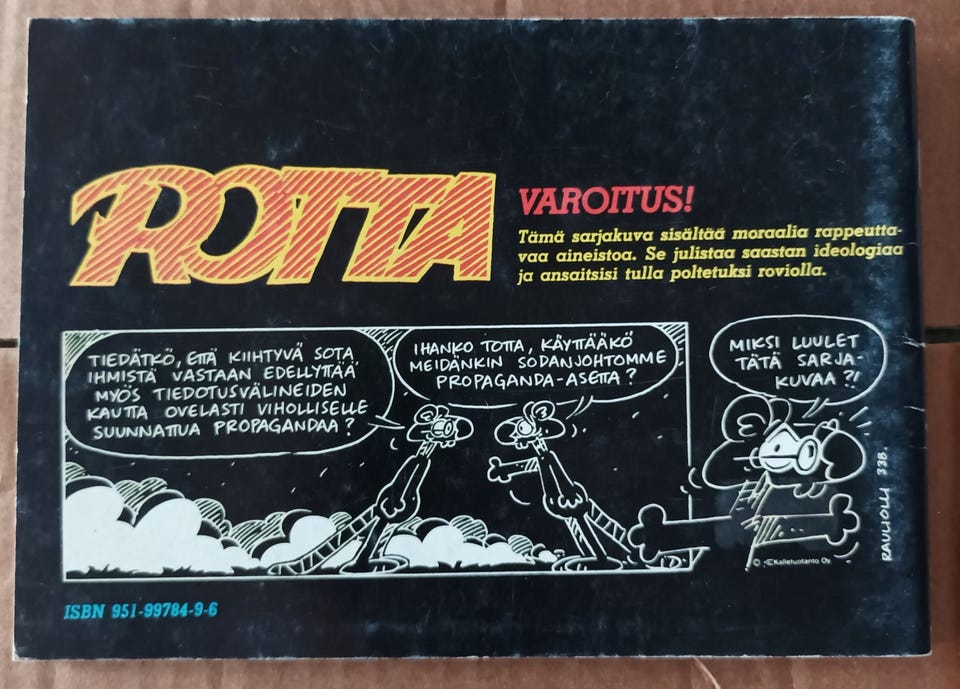 ROTTA
VAROITUS!
Tämä sarjakuva sisältää moraalia rappeutta-
vaa aineistoa. Se julistaa saastan ideologiaa
ja ansaitsisi tulla poltetuksi roviolla.
TIEDÄTKÖ, ETTÄ KIIHTYVÄ SOTA
IHMISTÄ VASTAAN EDELLYTTÄÄ
MYÖS TIEDOTUSVÄLINEIDEN
KAUTTA OVELASTI VIHOLLISELLE
SUUNNATTUA PROPAGANDAA?
IHANKO TOTTA, KÄYTTÄÄKÖ
MEIDÄNKIN SODANJOHTOMME
PROPAGANDA-ASETTA?
MIKSI LUULET
TÄTÄ SARJA-
KUVAA?!
RAULIOLLI 338.
© Kalletuotanto Oy
ISBN 951-99784-9-6